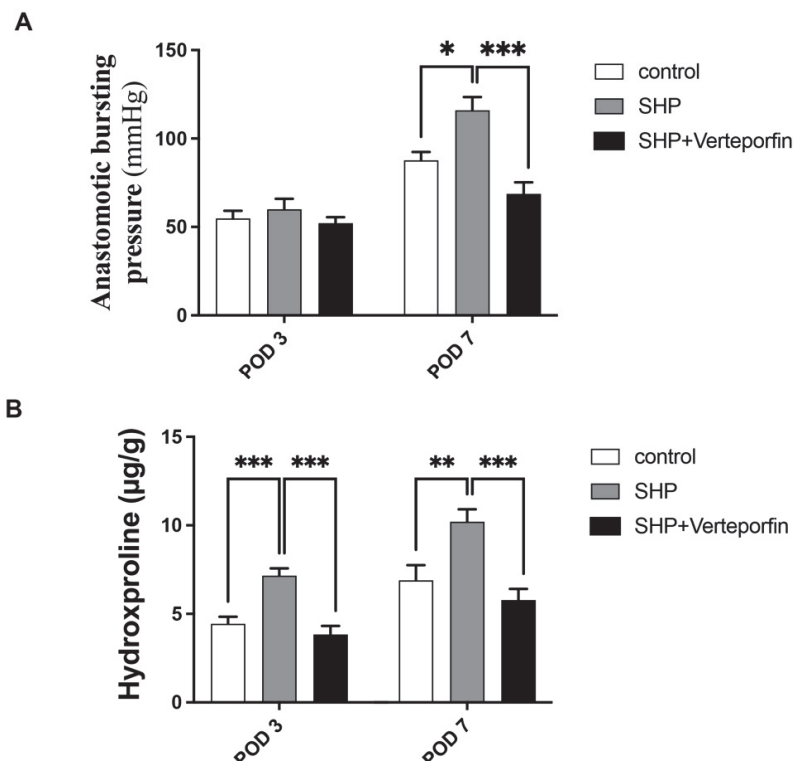 A
Anastomotic bursting
pressure (mmHg)
150
100
50
0
* ***
POD 3
POD 7
control
SHP
SHP+Verteporfin
B
Hydroxproline (µg/g)
15
10
5
0
*** *** ** ***
POD 3
POD 7
control
SHP
SHP+Verteporfin